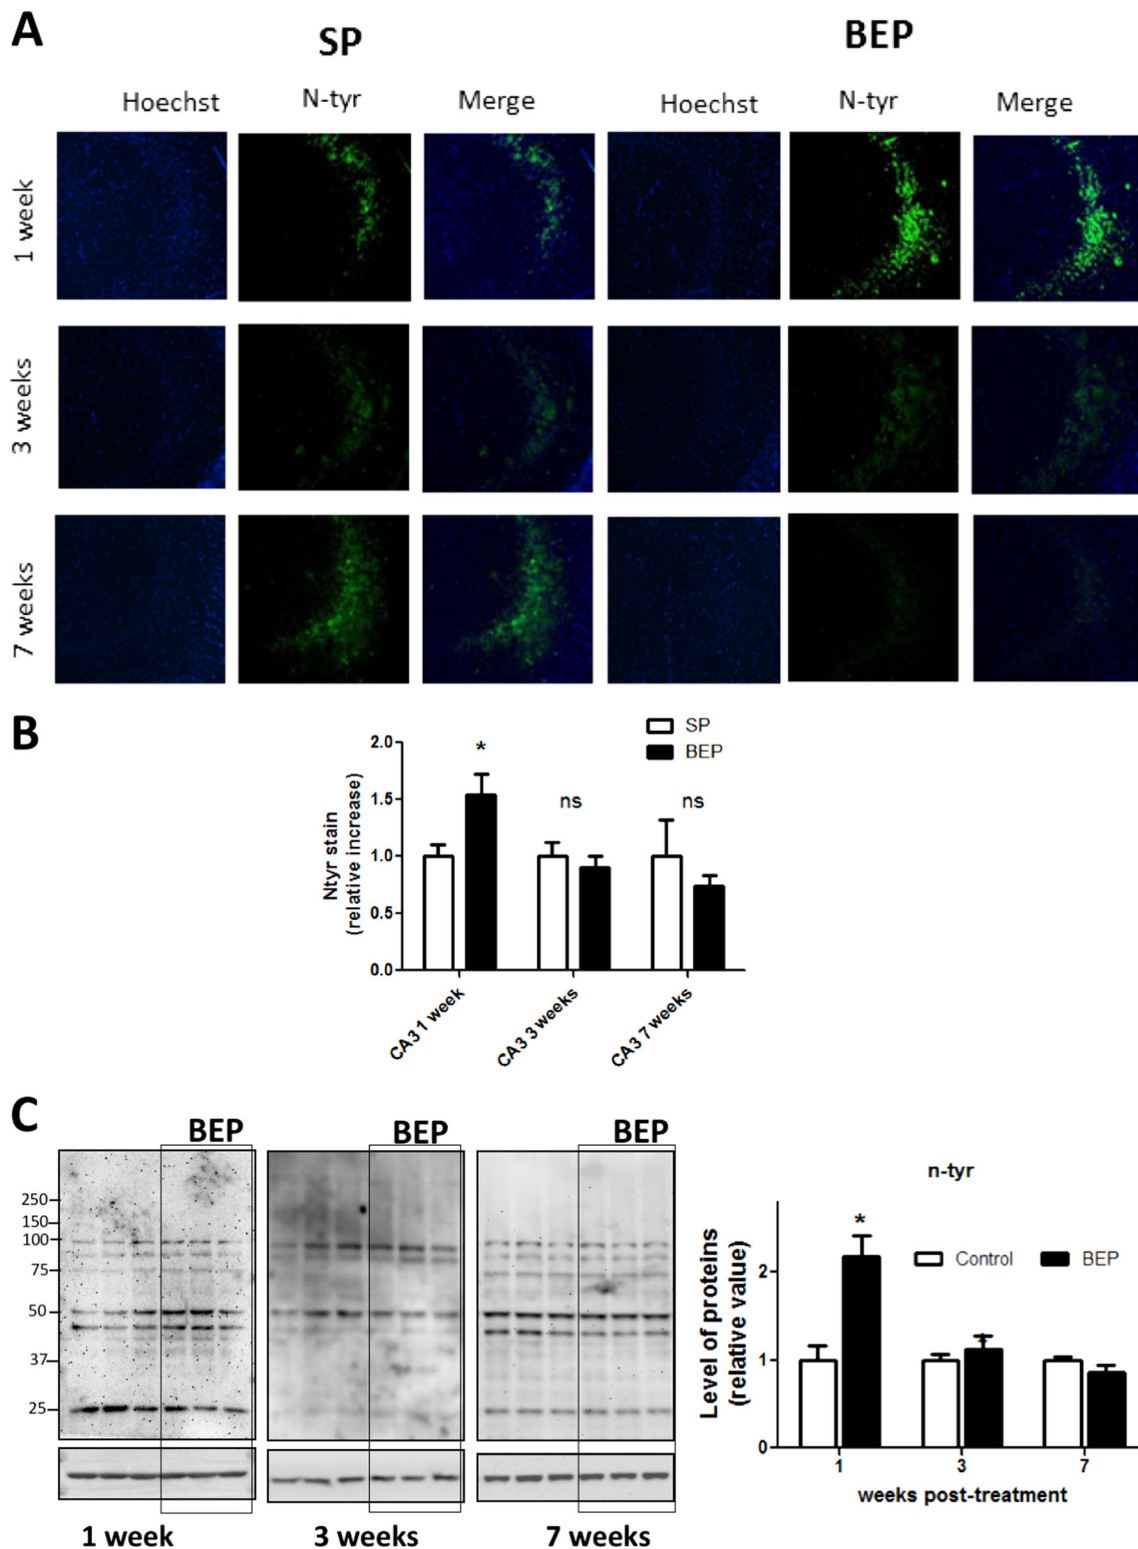 A
SP BEP
Hoechst N-tyr Merge Hoechst N-tyr Merge
1 week
3 weeks
7 weeks
B
SP
BEP
2.0
1.5
1.0
0.5
0.0
Ntyr stain
(relative increase)
*
ns
ns
CA3 1 week
CA3 3 weeks
CA3 7 weeks
C
BEP BEP BEP
250
150
100
75
50
37
25
1 week 3 weeks 7 weeks
n-tyr
Control BEP
Level of proteins
(relative value)
2
1
0
*
*
1 3 7
weeks post-treatment